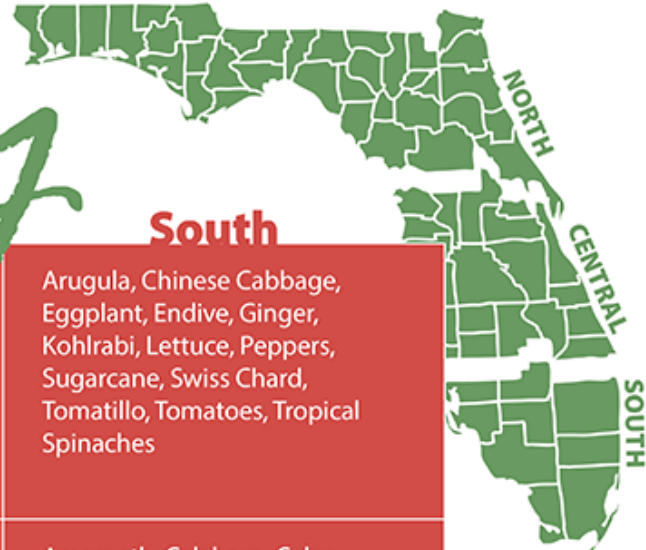 South
Arugula, Chinese Cabbage,
Eggplant, Endive, Ginger,
Kohlrabi, Lettuce, Peppers,
Sugarcane, Swiss Chard,
Tomatillo, Tomatoes, Tropical
Spinaches
NORTH
CENTRAL
SOUTH